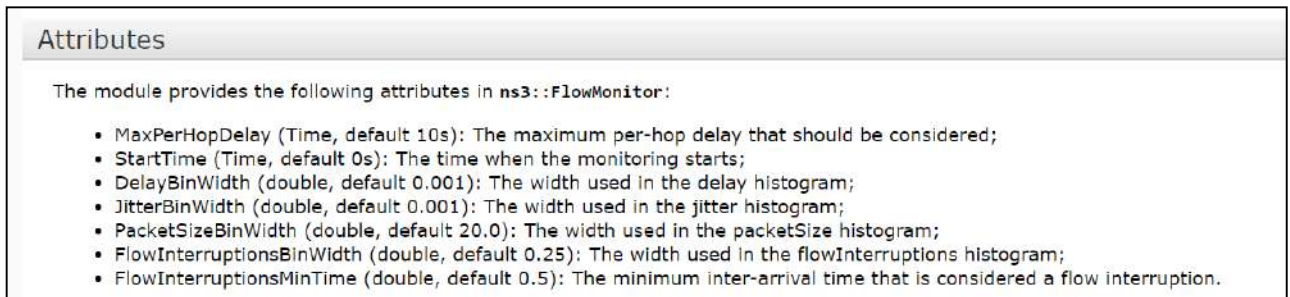 Attributes
The module provides the following attributes in ns3::FlowMonitor:
• MaxPerHopDelay (Time, default 10s): The maximum per-hop delay that should be considered;
• StartTime (Time, default 0s): The time when the monitoring starts;
• DelayBinWidth (double, default 0.001): The width used in the delay histogram;
• JitterBinWidth (double, default 0.001): The width used in the jitter histogram;
• PacketSizeBinWidth (double, default 20.0): The width used in the packetSize histogram;
• FlowInterruptionsBinWidth (double, default 0.25): The width used in the flowInterruptions histogram;
• FlowInterruptionsMinTime (double, default 0.5): The minimum inter-arrival time that is considered a flow interruption.